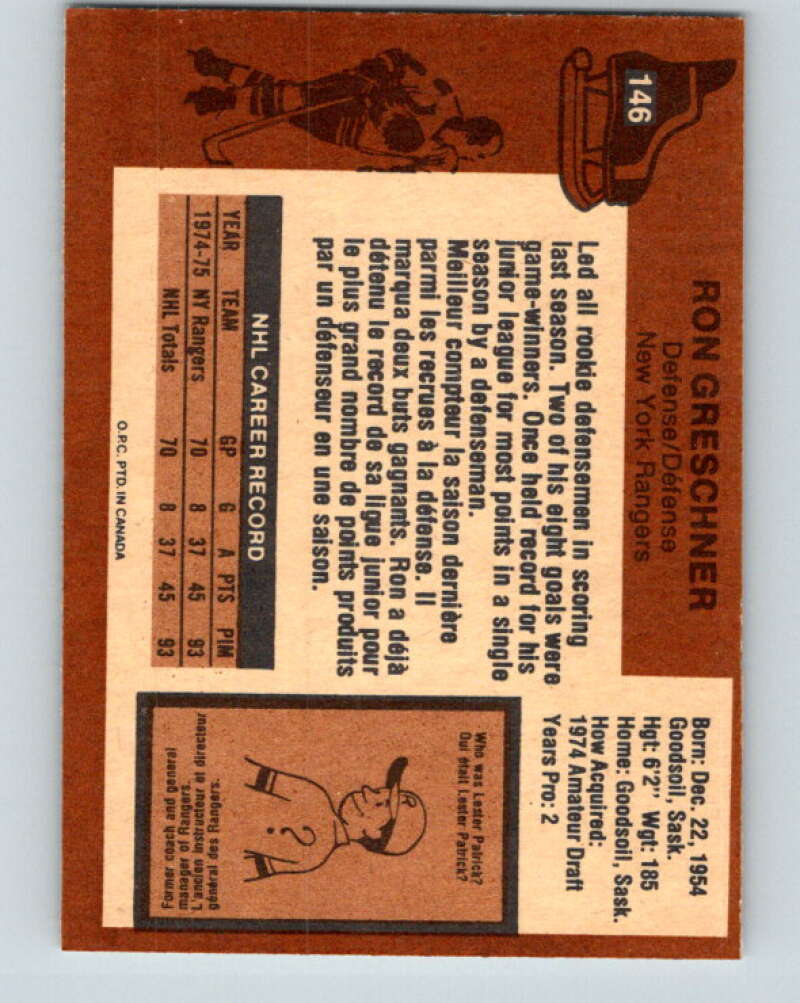 146
RON GRESCHNER
Defense/Défense
New York Rangers
Born: Dec. 22, 1954
Goodsoil, Sask.
Hgt: 6'2" Wgt: 185
Home: Goodsoil, Sask.
How Acquired:
1974 Amateur Draft
Years Pro: 2
Led all rookie defensemen in scoring
last season. Two of his eight goals were
game-winners. Once held record for his
junior league for most points in a single
season by a defenseman.
Meilleur compteur la saison dernière
parmi les recrues à la défense. Il
marqua deux buts gagnants. Ron a déjà
détenu le record de sa ligue junior pour
le plus grand nombre de points produits
par un défenseur en une saison.
NHL CAREER RECORD
YEAR TEAM GP G A PTS PIM
1974-75 NY Rangers 70 8 37 45 93
NHL Totals 70 8 37 45 93
Who was Lester Patrick?
Qui était Lester Patrick?
?
Former coach and general
manager of Rangers.
L'ancien instructeur et directeur
général des Rangers.
O.P.C. PTD. IN CANADA